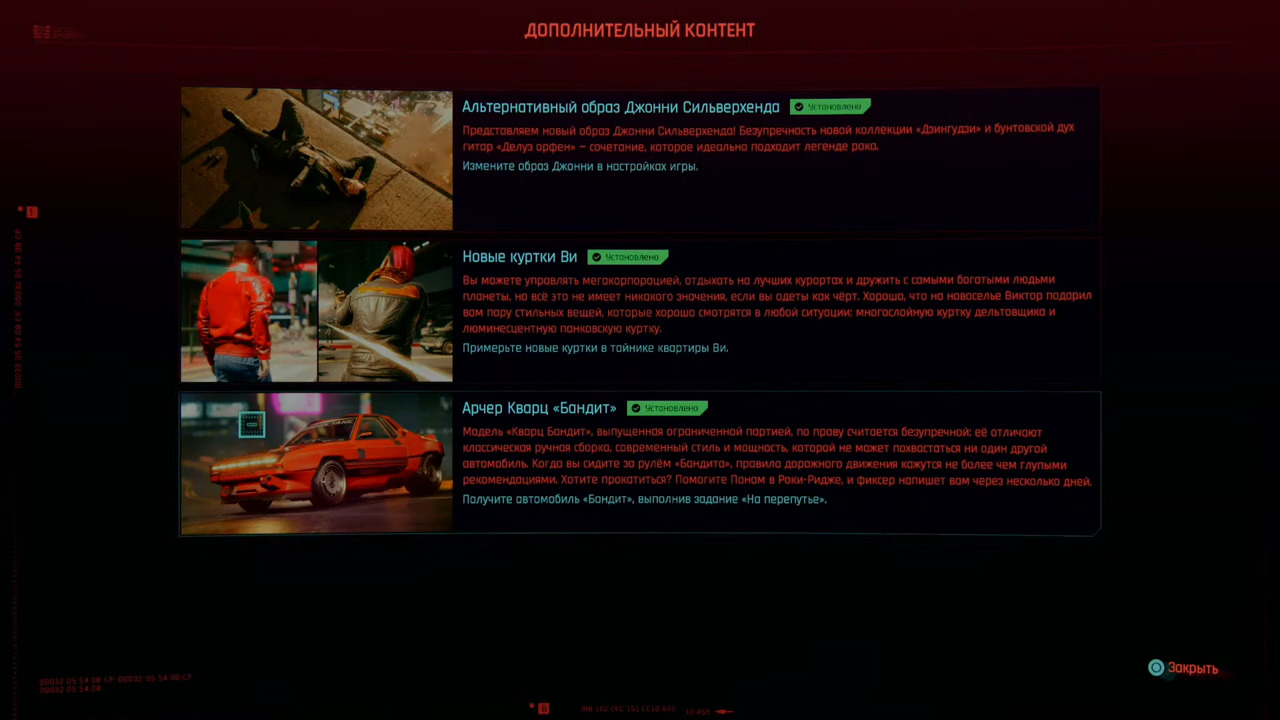 ДОПОЛНИТЕЛЬНЫЙ КОНТЕНТ
Альтернативный образ Джонни Сильверхенда
Установлено
Представляем новый образ Джонни Сильверхенда! Безупречность новой коллекции «Дзингудзи» и бунтовской дух
гитар «Делуз орфен» — сочетание, которое идеально подходит легенде рока.
Измените образ Джонни в настройках игры.
Новые куртки Ви
Установлено
Вы можете управлять мегакорпорацией, отдыхать на лучших курортах и дружить с самыми богатыми людьми
планеты, но всё это не имеет никакого значения, если вы одеты как чёрт. Хорошо, что на новоселье Виктор подарил
вам пару стильных вещей, которые хорошо смотрятся в любой ситуации: многослойную куртку дельтовщика и
люминесцентную панковскую куртку.
Примерьте новые куртки в тайнике квартиры Ви.
Арчер Кварц «Бандит»
Установлено
Модель «Кварц Бандит», выпущенная ограниченной партией, по праву считается безупречной: её отличают
классическая ручная сборка, современный стиль и мощность, которой не может похвастаться ни один другой
автомобиль. Когда вы сидите за рулём «Бандита», правила дорожного движения кажутся не более чем глупыми
рекомендациями. Хотите прокатиться? Помогите Панам в Роки-Ридже, и фиксер напишет вам через несколько дней.
Получите автомобиль «Бандит», выполнив задание «На перепутье».
Закрыть